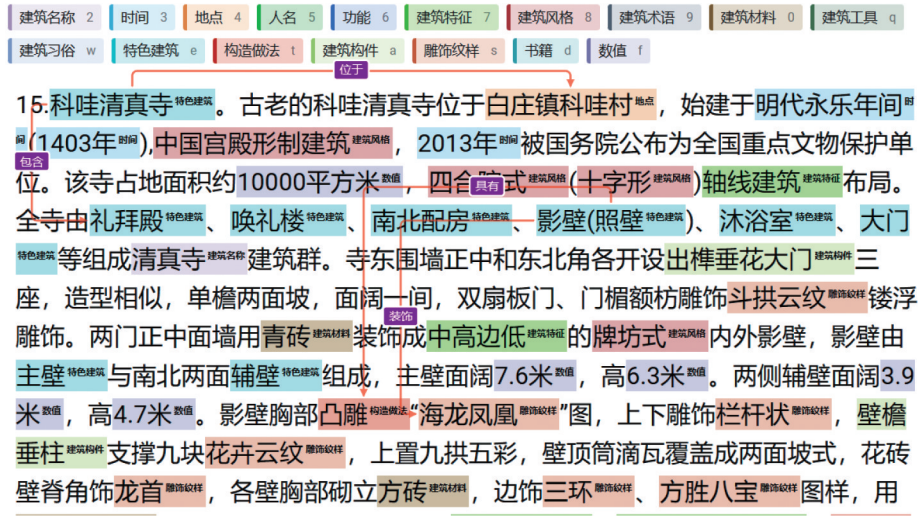 建筑名称 2 时间 3 地点 4 人名 5 功能 6 建筑特征 7 建筑风格 8 建筑术语 9 建筑材料 0 建筑工具 q
建筑习俗 w 特色建筑 e 构造做法 t 建筑构件 a 雕饰纹样 s 书籍 d 数值 f
位于
15.科哇清真寺 特色建筑 。古老的科哇清真寺位于白庄镇科哇村 地点 ，始建于明代永乐年间 时
间 (1403年 时间 ),中国宫殿形制建筑 建筑风格 ，2013年 时间 被国务院公布为全国重点文物保护单
包含
位。该寺占地面积约10000平方米 数值 ，四合院式 建筑风格 (十字形 建筑风格 )轴线建筑 建筑特征 布局。
具有
全寺由礼拜殿 特色建筑 、唤礼楼 特色建筑 、南北配房 特色建筑 、影壁(照壁 特色建筑 )、沐浴室 特色建筑 、大门
特色建筑 等组成清真寺 建筑名称 建筑群。寺东围墙正中和东北角各开设出榫垂花大门 建筑构件 三
座，造型相似，单檐两面坡，面阔一间，双扇板门、门楣额枋雕饰斗拱云纹 雕饰纹样 镂浮
装饰
雕饰。两门正中面墙用青砖 建筑材料 装饰成中高边低 建筑特征 的牌坊式 建筑风格 内外影壁，影壁由
主壁 特色建筑 与南北两面辅壁 特色建筑 组成，主壁面阔7.6米 数值 ，高6.3米 数值 。两侧辅壁面阔3.9
米 数值 ，高4.7米 数值 。影壁胸部凸雕 构造做法 “海龙凤凰 雕饰纹样 ”图，上下雕饰栏杆状 雕饰纹样 ，壁檐
垂柱 建筑构件 支撑九块花卉云纹 雕饰纹样 ，上置九拱五彩，壁顶筒滴瓦覆盖成两面坡式，花砖
壁脊角饰龙首 雕饰纹样 ，各壁胸部砌立方砖 建筑材料 ，边饰三环 雕饰纹样 、方胜八宝 雕饰纹样 图样，用